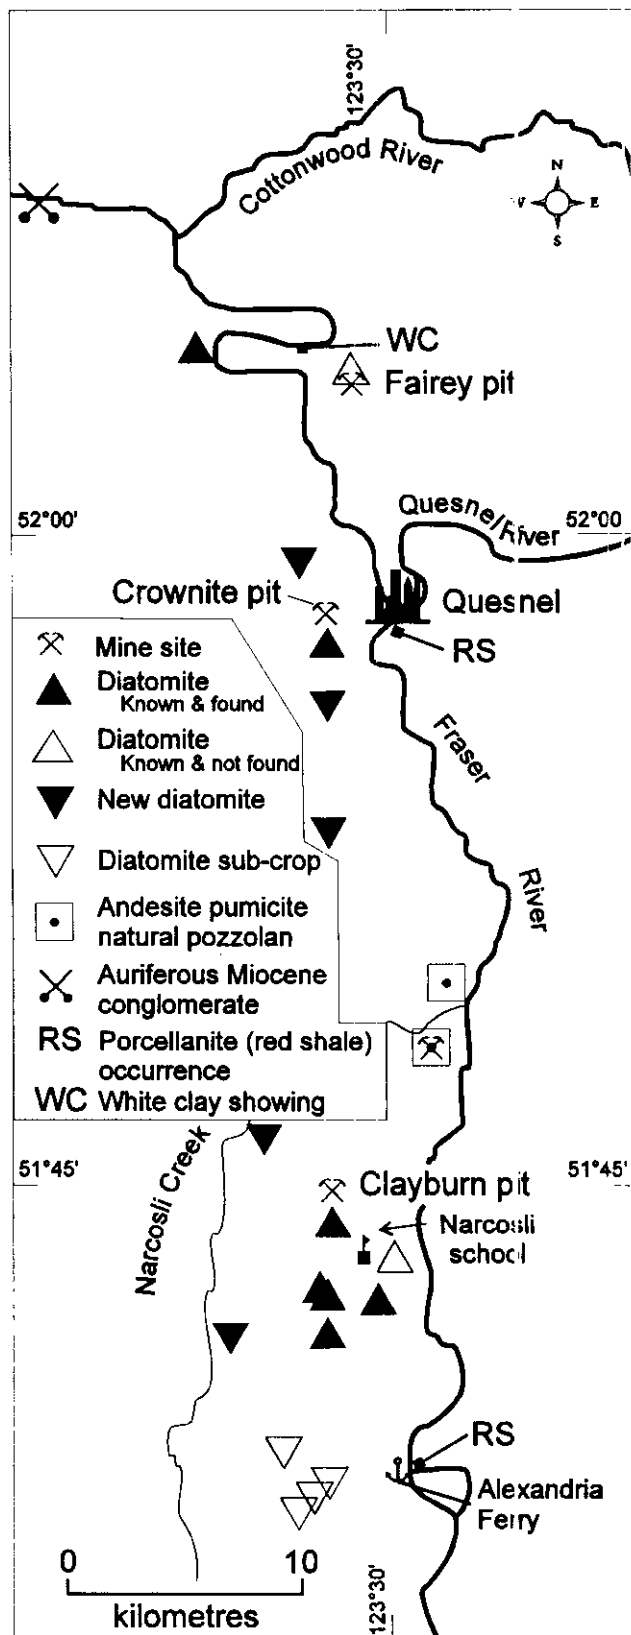 123°30'
Cottonwood River
N
W E
S
WC
Fairey pit
52°00'
Quesnel River
52°00
Crownite pit
Quesnel
RS
Mine site
Diatomite
Known & found
Diatomite
Known & not found
New diatomite
Diatomite sub-crop
Andesite pumicite
natural pozzolan
Auriferous Miocene
conglomerate
RS Porcellanite (red shale)
occurrence
WC White clay showing
Fraser
River
Narcosli Creek
51°45'
51°45'
Clayburn pit
Narcosli
school
RS
Alexandria
Ferry
0 10
kilometres
123°30'